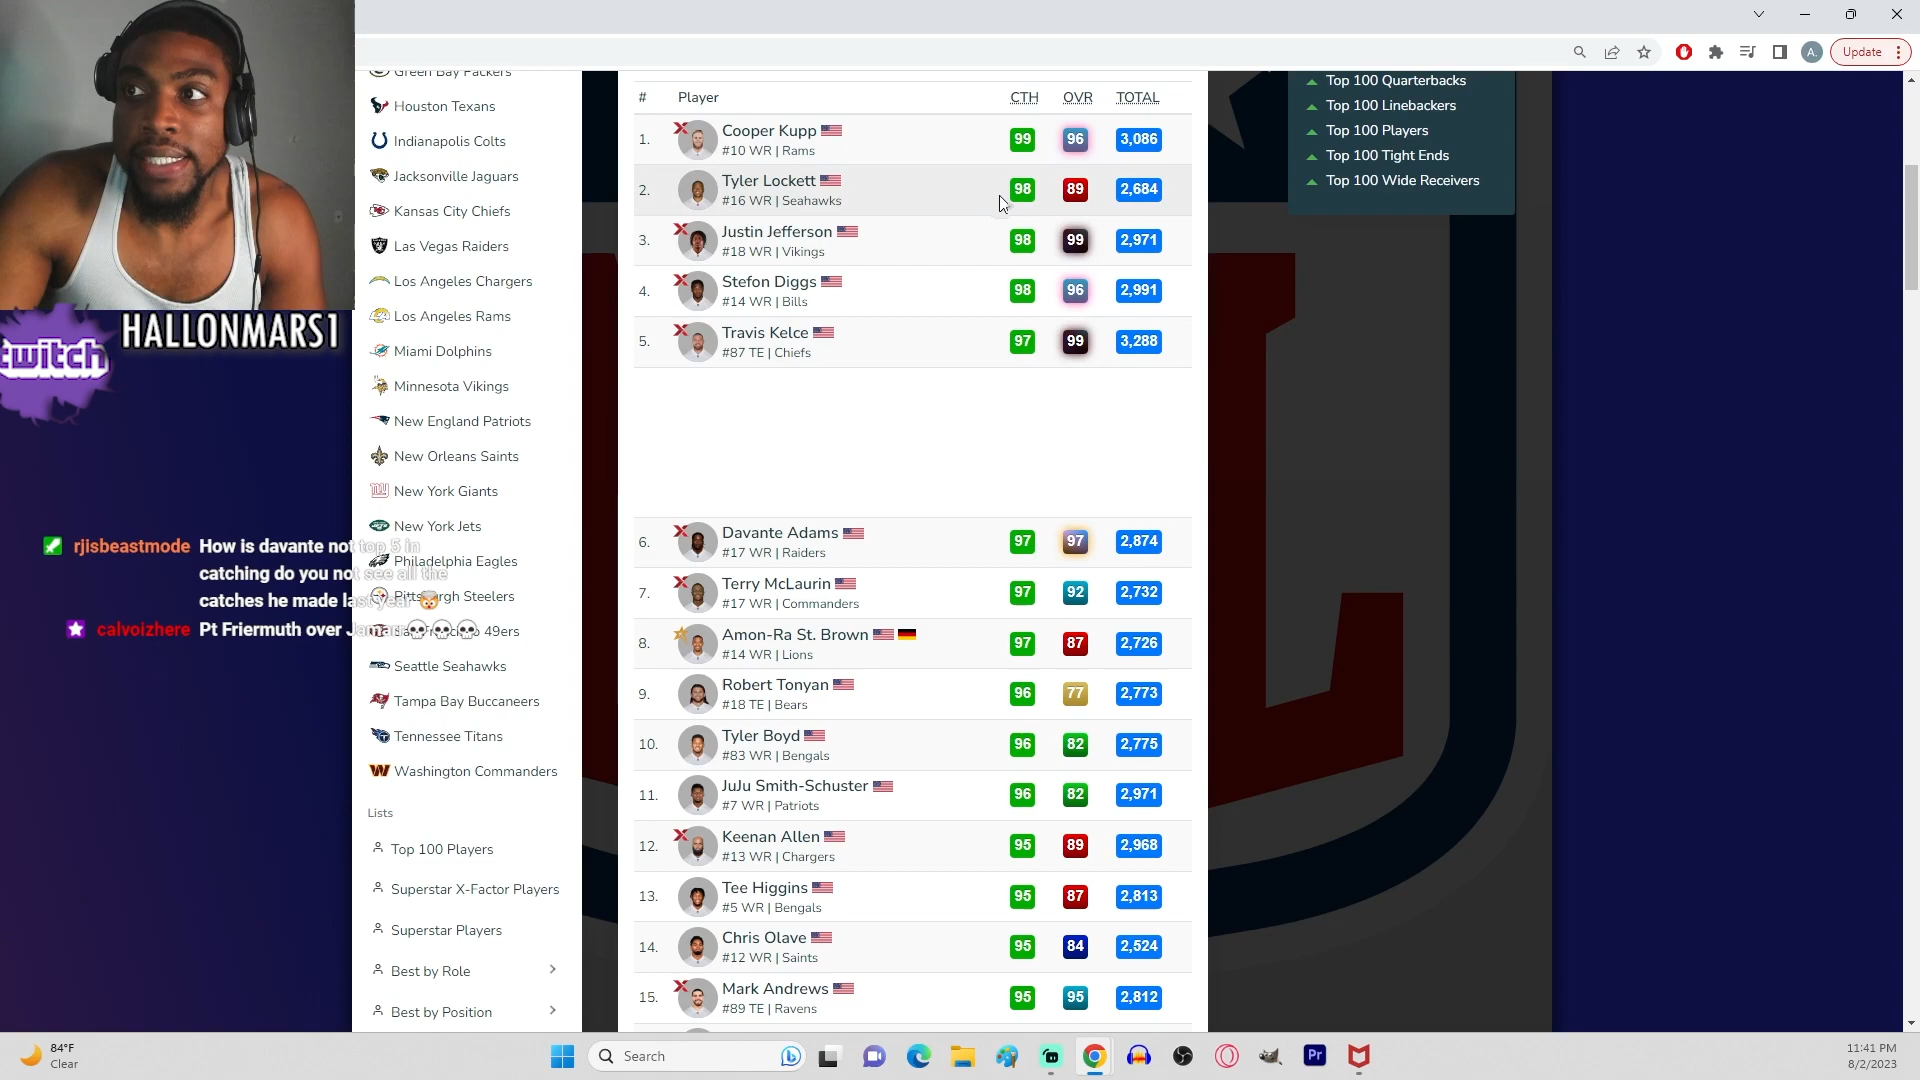 Update
Green Bay Packers
Houston Texans
Indianapolis Colts
Jacksonville Jaguars
Kansas City Chiefs
Las Vegas Raiders
Los Angeles Chargers
Los Angeles Rams
Miami Dolphins
Minnesota Vikings
New England Patriots
New Orleans Saints
New York Giants
New York Jets
Philadelphia Eagles
Pittsburgh Steelers
49ers
Seattle Seahawks
Tampa Bay Buccaneers
Tennessee Titans
Washington Commanders
Lists
Top 100 Players
Superstar X-Factor Players
Superstar Players
Best by Role
Best by Position
twitch
HALLONMARS1
rjisbeastmode How is davante not top 5 in
catching do you not see all the
catches he made last year
calvoizhere Pt Friermuth over Jamarr
# Player CTH OVR TOTAL
1. Cooper Kupp 99 96 3,086
#10 WR | Rams
2. Tyler Lockett 98 89 2,684
#16 WR | Seahawks
3. Justin Jefferson 98 99 2,971
#18 WR | Vikings
4. Stefon Diggs 98 96 2,991
#14 WR | Bills
5. Travis Kelce 97 99 3,288
#87 TE | Chiefs
6. Davante Adams 97 97 2,874
#17 WR | Raiders
7. Terry McLaurin 97 92 2,732
#17 WR | Commanders
8. Amon-Ra St. Brown 97 87 2,726
#14 WR | Lions
9. Robert Tonyan 96 77 2,773
#18 TE | Bears
10. Tyler Boyd 96 82 2,775
#83 WR | Bengals
11. JuJu Smith-Schuster 96 82 2,971
#7 WR | Patriots
12. Keenan Allen 95 89 2,968
#13 WR | Chargers
13. Tee Higgins 95 87 2,813
#5 WR | Bengals
14. Chris Olave 95 84 2,524
#12 WR | Saints
15. Mark Andrews 95 95 2,812
#89 TE | Ravens
Top 100 Quarterbacks
Top 100 Linebackers
Top 100 Players
Top 100 Tight Ends
Top 100 Wide Receivers
84°F
Clear
Search
Pr
11:41 PM
8/2/2023